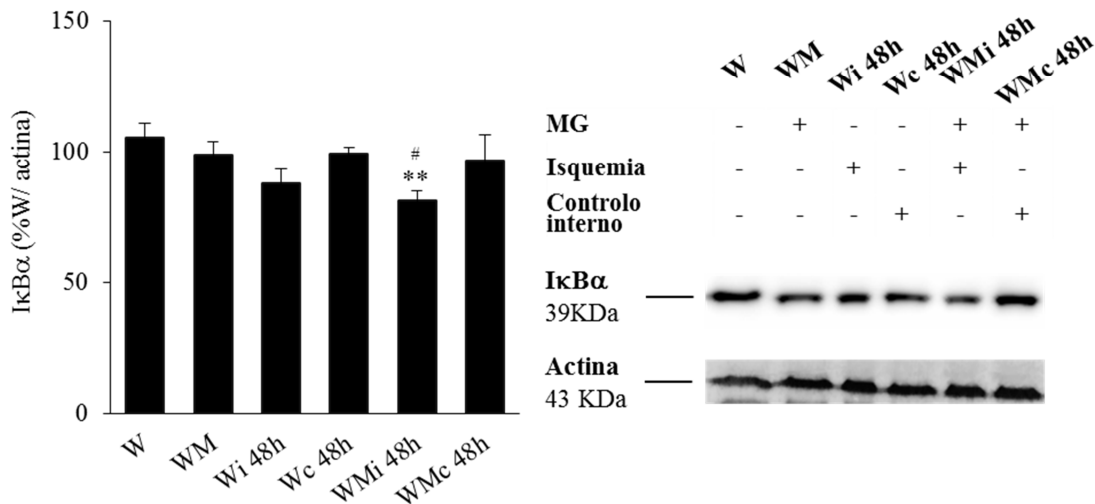 IκBα (%W/ actina)
150
100
50
0
#
**
W
WM
Wi 48h
Wc 48h
WMi 48h
WMc 48h
W
WM
Wi 48h
Wc 48h
WMi 48h
WMc 48h
MG - + - - + +
Isquemia - - + - + -
Controlo
interno - - - + - +
IκBα
39KDa
Actina
43 KDa